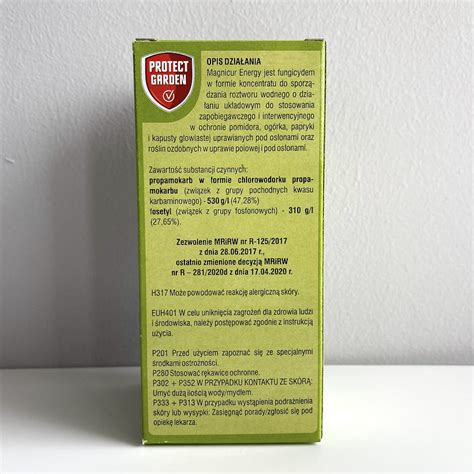 PROTECT
GARDEN
OPIS DZIAŁANIA
Magnicur Energy jest fungicydem
w formie koncentratu do sporzą-
dzania roztworu wodnego o dzia-
łaniu układowym do stosowania
zapobiegawczego i interwencyjnego
w ochronie pomidora, ogórka, papryki
i kapusty głowiastej uprawianych pod osłonami oraz
roślin ozdobnych w uprawie polowej i pod osłonami.
Zawartość substancji czynnych:
propamokarb w formie chlorowodorku propa-
mokarbu (związek z grupy pochodnych kwasu
karbaminowego) - 530 g/l (47,28%)
fosetyl (związek z grupy fosfonowych) - 310 g/l
(27,65%).
Zezwolenie MRiRW nr R-125/2017
z dnia 28.06.2017 r.,
ostatnio zmienione decyzją MRiRW
nr R – 281/2020d z dnia 17.04.2020 r.
H317 Może powodować reakcję alergiczną skóry.
EUH401 W celu uniknięcia zagrożeń dla zdrowia ludzi
i środowiska, należy postępować zgodnie z instrukcją
użycia.
P201 Przed użyciem zapoznać się ze specjalnymi
środkami ostrożności.
P280 Stosować rękawice ochronne.
P302 + P352 W PRZYPADKU KONTAKTU ZE SKÓRĄ:
Umyć dużą ilością wody/mydłem.
P333 + P313 W przypadku wystąpienia podrażnienia
skóry lub wysypki: Zasięgnąć porady/zgłosić się pod
opiekę lekarza.